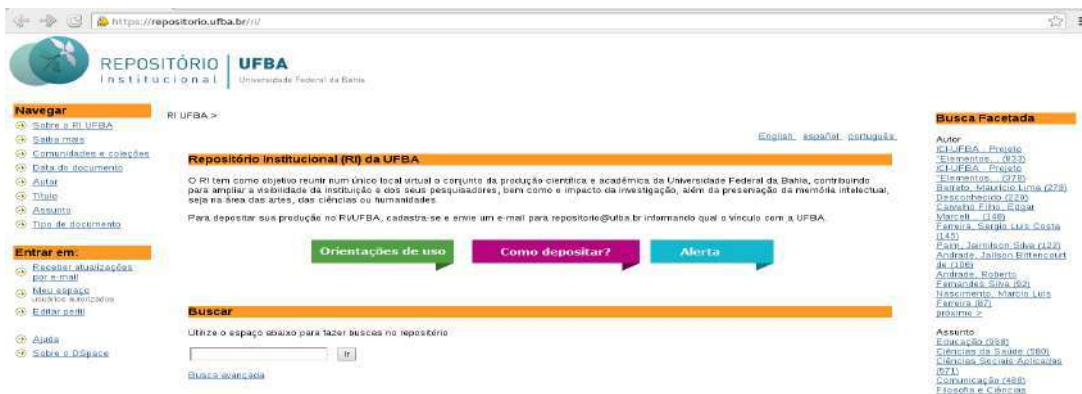 https://repositorio.ufba.br/ri/
REPOSITÓRIO
institucional
UFBA
Universidade Federal da Bahia
Navegar
Sobre o RI UFBA
Saiba mais
Comunidades e coleções
Data do documento
Autor
Título
Assunto
Tipo de documento
Entrar em:
Receber atualizações
por e-mail
Meu espaço
usuários autorizados
Editar perfil
Ajuda
Sobre o DSpace
RI UFBA >
English español português
Repositório Institucional (RI) da UFBA
O RI tem como objetivo reunir num único local virtual o conjunto da produção científica e acadêmica da Universidade Federal da Bahia, contribuindo
para ampliar a visibilidade da instituição e dos seus pesquisadores, bem como o impacto da investigação, além da preservação da memória intelectual,
seja na área das artes, das ciências ou humanidades.
Para depositar sua produção no RI/UFBA, cadastra-se e envie um e-mail para repositorio@ufba.br informando qual o vínculo com a UFBA.
Orientações de uso
Como depositar?
Alerta
Buscar
Utilize o espaço abaixo para fazer buscas no repositório
Ir
Busca avançada
Busca Facetada
Autor
ICI-UFBA - Projeto
"Elementos... (833)
ICI-UFBA - Projeto
"Elementos... (378)
Barreto, Mauricio Lima (279)
Desconhecido (229)
Carvalho Filho, Edgar
Marcell... (148)
Ferreira, Sergio Luis Costa
(145)
Paim, Jairnilson Silva (122)
Andrade, Jailson Bittencourt
de (106)
Andrade, Roberto
Fernandes Silva (92)
Nascimento, Marcio Luis
Ferreira (87)
próximo >
Assunto
Educação (988)
Ciências da Saúde (580)
Ciências Sociais Aplicadas
(571)
Comunicação (488)
Filosofia e Ciências